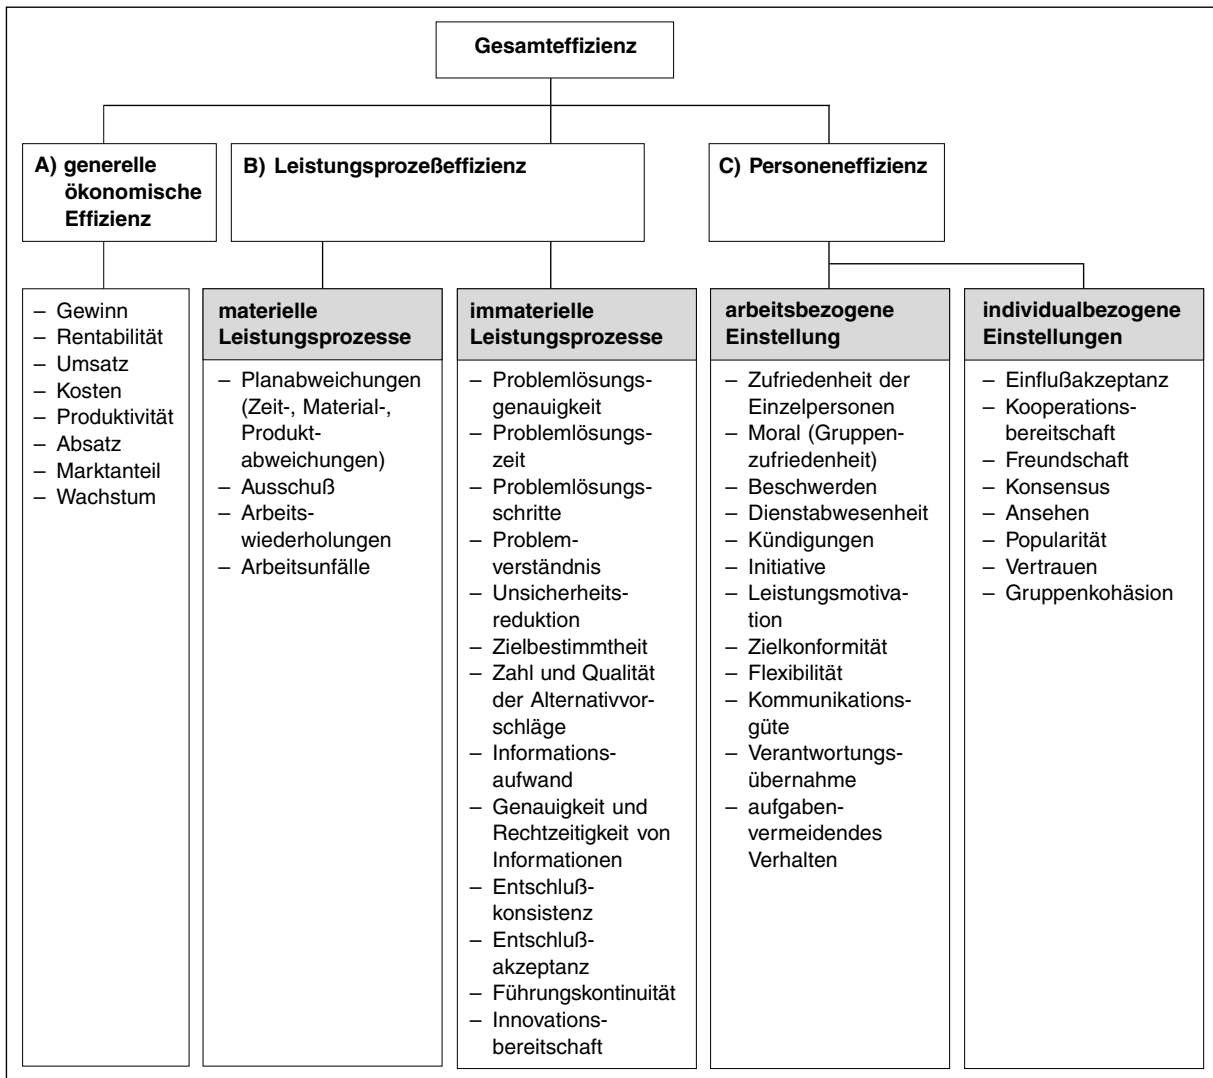 Gesamteffizienz
A) generelle
ökonomische
Effizienz
B) Leistungsprozeßeffizienz
C) Personeneffizienz
– Gewinn
– Rentabilität
– Umsatz
– Kosten
– Produktivität
– Absatz
– Marktanteil
– Wachstum
materielle
Leistungsprozesse
– Planabweichungen
(Zeit-, Material-,
Produkt-
abweichungen)
– Ausschuß
– Arbeits-
wiederholungen
– Arbeitsunfälle
immaterielle
Leistungsprozesse
– Problemlösungs-
genauigkeit
– Problemlösungs-
zeit
– Problemlösungs-
schritte
– Problem-
verständnis
– Unsicherheits-
reduktion
– Zielbestimmtheit
– Zahl und Qualität
der Alternativvor-
schläge
– Informations-
aufwand
– Genauigkeit und
Rechtzeitigkeit von
Informationen
– Entschluß-
konsistenz
– Entschluß-
akzeptanz
– Führungskontinuität
– Innovations-
bereitschaft
arbeitsbezogene
Einstellung
– Zufriedenheit der
Einzelpersonen
– Moral (Gruppen-
zufriedenheit)
– Beschwerden
– Dienstabwesenheit
– Kündigungen
– Initiative
– Leistungsmotiva-
tion
– Zielkonformität
– Flexibilität
– Kommunikations-
güte
– Verantwortungs-
übernahme
– aufgaben-
vermeidendes
Verhalten
individualbezogene
Einstellungen
– Einflußakzeptanz
– Kooperations-
bereitschaft
– Freundschaft
– Konsensus
– Ansehen
– Popularität
– Vertrauen
– Gruppenkohäsion